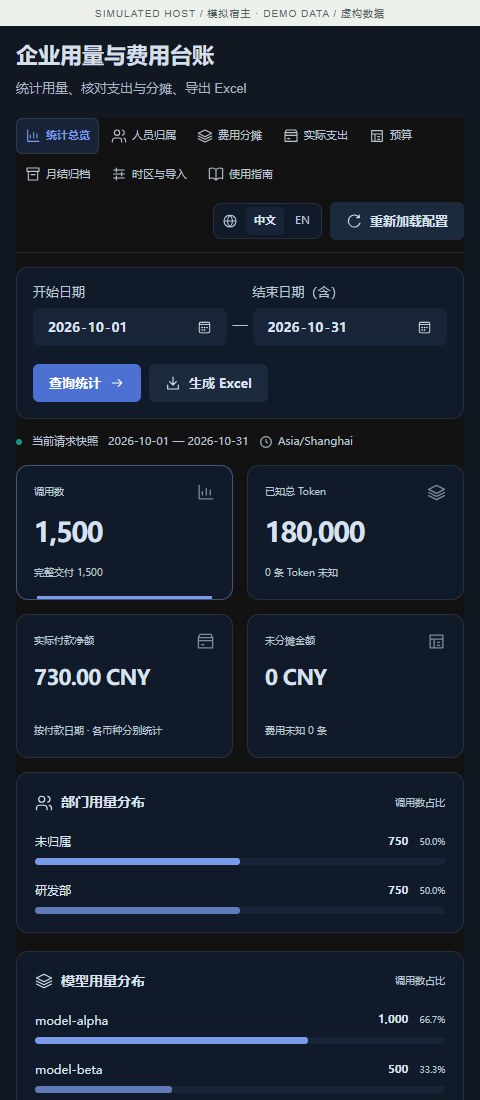 SIMULATED HOST / 模拟宿主 · DEMO DATA / 虚构数据
企业用量与费用台账
统计用量、核对支出与分摊、导出 Excel
统计总览 人员归属 费用分摊 实际支出 预算
月结归档 时区与导入 使用指南
中文 EN 重新加载配置
开始日期 结束日期（含）
2026-10-01 — 2026-10-31
查询统计 → 生成 Excel
当前请求快照 2026-10-01 — 2026-10-31 Asia/Shanghai
调用数 已知总 Token
1,500 180,000
完整交付 1,500 0 条 Token 未知
实际付款净额 未分摊金额
730.00 CNY 0 CNY
按付款日期 · 各币种分别统计 费用未知 0 条
部门用量分布 调用数占比
未归属 750 50.0%
研发部 750 50.0%
模型用量分布 调用数占比
model-alpha 1,000 66.7%
model-beta 500 33.3%